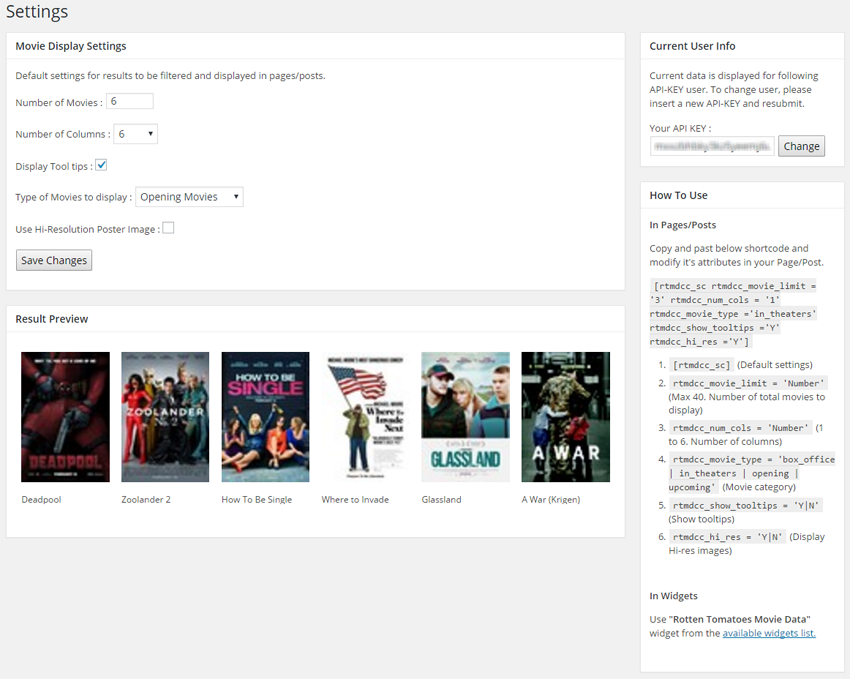 Settings
Movie Display Settings
Default settings for results to be filtered and displayed in pages/posts.
Number of Movies : 6
Number of Columns : 6
Display Tool tips :
Type of Movies to display : Opening Movies
Use Hi-Resolution Poster Image :
Save Changes
Result Preview
DEADPOOL
ZOOLANDER
No. 2
HOW TO BE
SINGLE
Where to
Invade
Next
GLASSLAND
A WAR
Deadpool
Zoolander 2
How To Be Single
Where to Invade
Glassland
A War (Krigen)
Current User Info
Current data is displayed for following
API-KEY user. To change user, please
insert a new API-KEY and resubmit.
Your API KEY :
Change
How To Use
In Pages/Posts
Copy and past below shortcode and
modify it's attributes in your Page/Post.
[rtmdcc_sc rtmdcc_movie_limit =
'3' rtmdcc_num_cols = '1'
rtmdcc_movie_type ='in_theaters'
rtmdcc_show_tooltips ='Y'
rtmdcc_hi_res ='Y']
1. [rtmdcc_sc] (Default settings)
2. rtmdcc_movie_limit = 'Number'
(Max 40. Number of total movies to
display)
3. rtmdcc_num_cols = 'Number' (1
to 6. Number of columns)
4. rtmdcc_movie_type = 'box_office
| in_theaters | opening |
upcoming' (Movie category)
5. rtmdcc_show_tooltips = 'Y|N'
(Show tooltips)
6. rtmdcc_hi_res = 'Y|N' (Display
Hi-res images)
In Widgets
Use "Rotten Tomatoes Movie Data"
widget from the available widgets list.